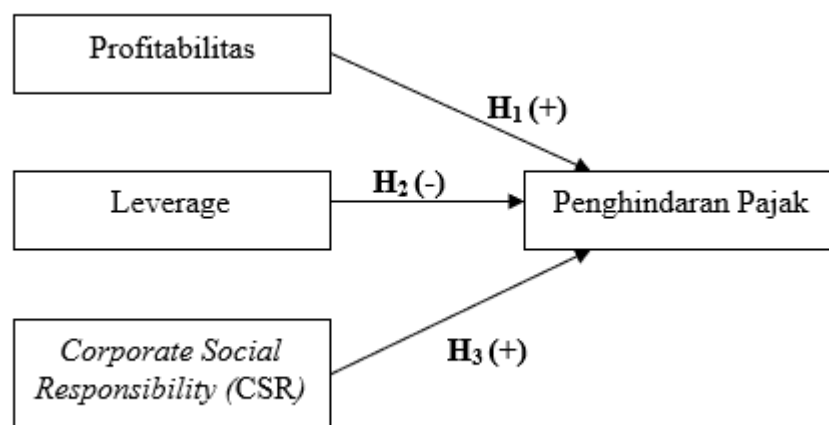 Profitabilitas
H1 (+)
Leverage
H2 (-)
Penghindaran Pajak
Corporate Social
Responsibility (CSR)
H3 (+)